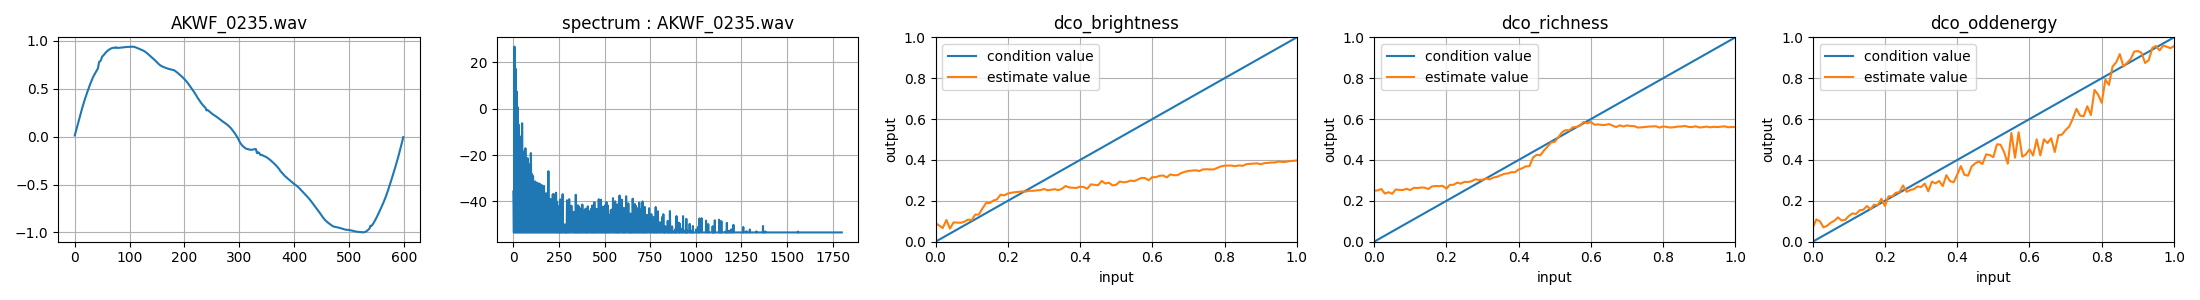 AKWF_0235.wav
1.0
0.5
0.0
−0.5
−1.0
0 100 200 300 400 500 600
spectrum : AKWF_0235.wav
20
0
−20
−40
0 250 500 750 1000 1250 1500 1750
dco_brightness
condition value
estimate value
output
1.0
0.8
0.6
0.4
0.2
0.0
0.0 0.2 0.4 0.6 0.8 1.0
input
dco_richness
condition value
estimate value
output
1.0
0.8
0.6
0.4
0.2
0.0
0.0 0.2 0.4 0.6 0.8 1.0
input
dco_oddenergy
condition value
estimate value
output
1.0
0.8
0.6
0.4
0.2
0.0
0.0 0.2 0.4 0.6 0.8 1.0
input